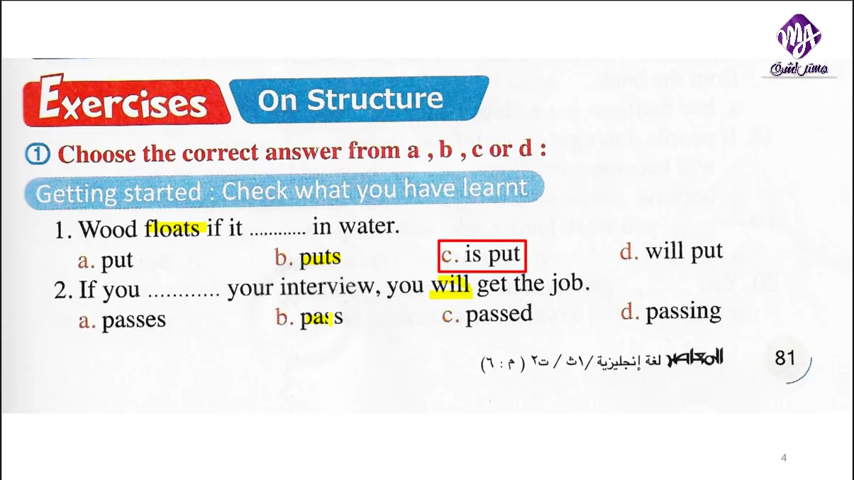 MA
مستر انتيك
Exercises On Structure
① Choose the correct answer from a , b , c or d :
Getting started : Check what you have learnt
1. Wood floats if it ............ in water.
a. put b. puts c. is put d. will put
2. If you ............ your interview, you will get the job.
a. passes b. pass c. passed d. passing
المعاصر لغة إنجليزية /١ث / ت٢ ( م : ٦) 81
4